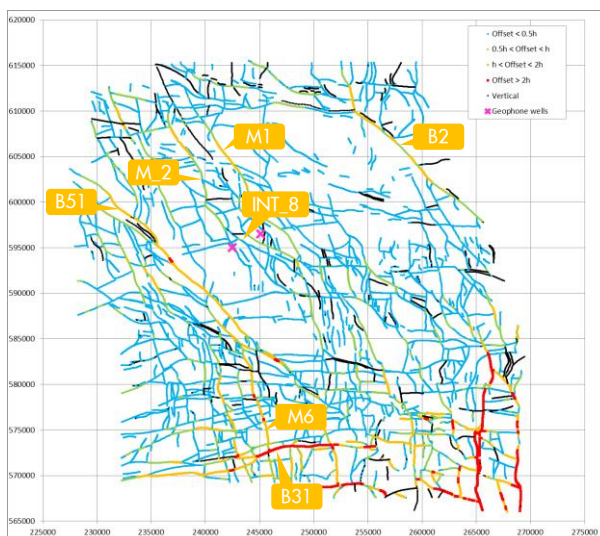 620000
615000
610000
605000
600000
595000
590000
585000
580000
575000
570000
565000
225000 230000 235000 240000 245000 250000 255000 260000 265000 270000 275000
Offset < 0.5h
0.5h < Offset < h
h < Offset < 2h
Offset > 2h
Vertical
Geophone wells
M1
B2
M_2
B51
INT_8
M6
B31